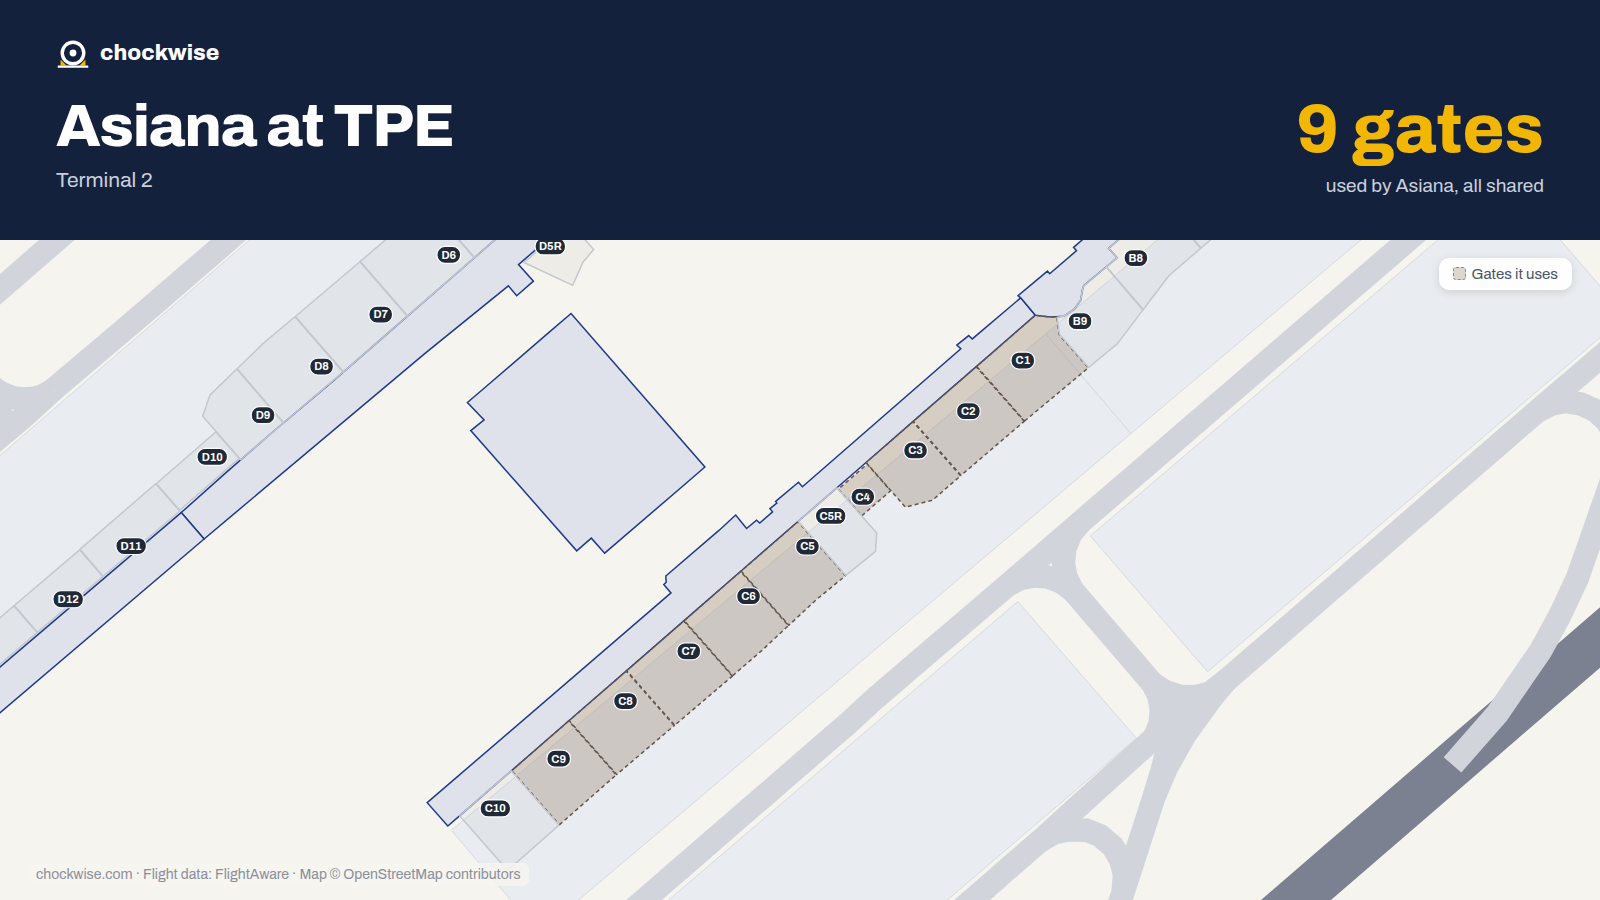 chockwise
Asiana at TPE
Terminal 2
9 gates
used by Asiana, all shared
Gates it uses
D5R
D6
D7
D8
D9
D10
D11
D12
B8
B9
C1
C2
C3
C4
C5R
C5
C6
C7
C8
C9
C10
chockwise.com · Flight data: FlightAware · Map © OpenStreetMap contributors